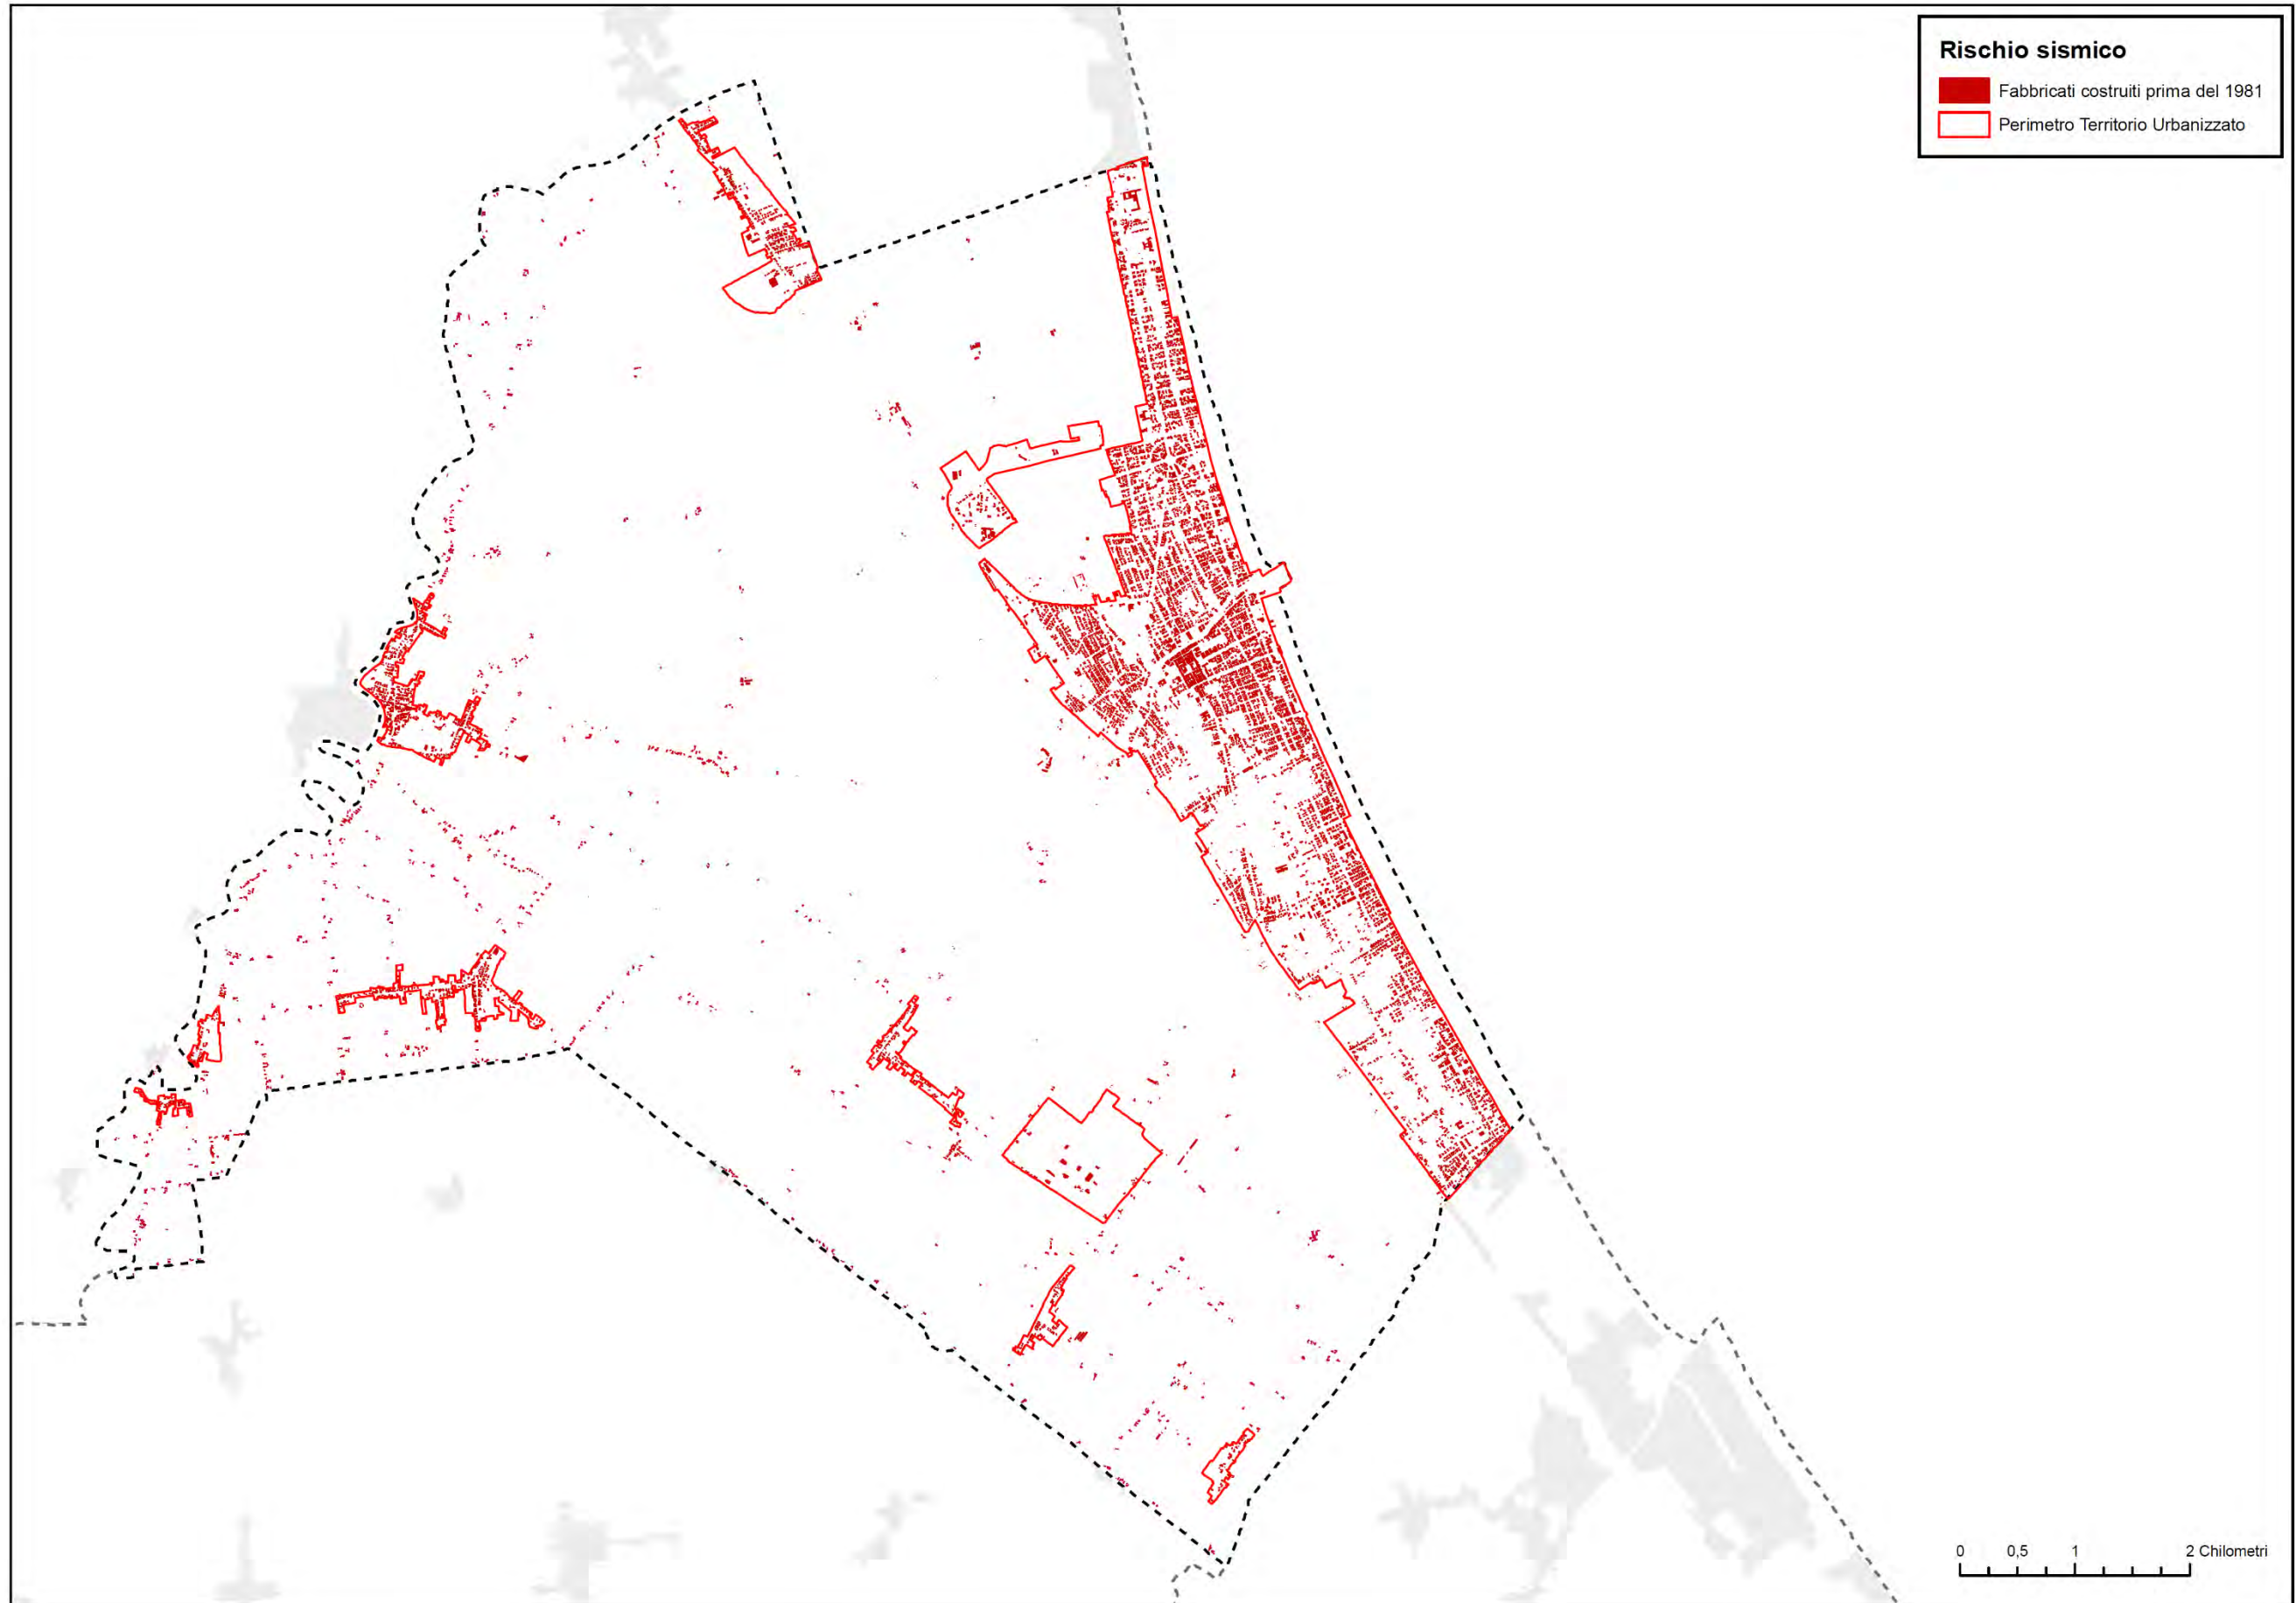 Rischio sismico
Fabbricati costruiti prima del 1981
Perimetro Territorio Urbanizzato
0 0,5 1 2 Chilometri